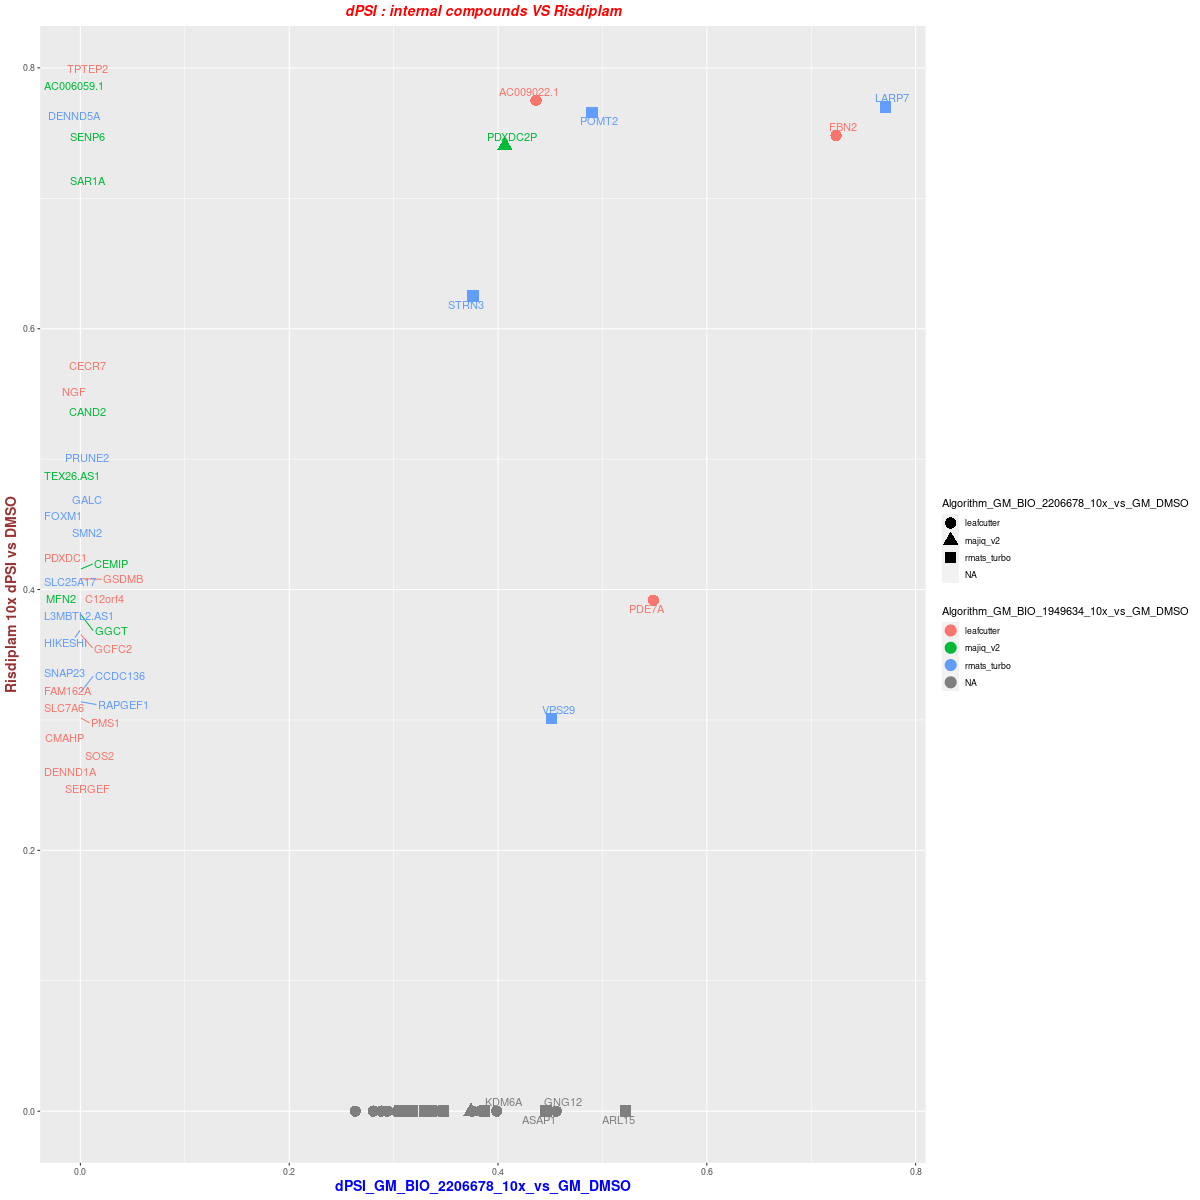 dPSI : internal compounds VS Risdiplam
Risdiplam 10x dPSI vs DMSO
0.8
0.6
0.4
0.2
0.0
TPTEP2
AC006059.1
DENND5A
SENP6
SAR1A
AC009022.1
POMT2
PDXDC2P
LARP7
FBN2
STRN3
CECR7
NGF
CAND2
PRUNE2
TEX26.AS1
GALC
FOXM1
SMN2
PDXDC1
CEMIP
SLC25A17
GSDMB
MFN2
C12orf4
L3MBTL2.AS1
GGCT
HIKESHI
GCFC2
SNAP23
CCDC136
FAM162A
RAPGEF1
SLC7A6
PMS1
CMAHP
SOS2
DENND1A
SERGEF
PDE7A
VPS29
KDM6A
GNG12
ASAP1
ARL15
0.0
0.2
0.4
0.6
0.8
dPSI_GM_BIO_2206678_10x_vs_GM_DMSO
Algorithm_GM_BIO_2206678_10x_vs_GM_DMSO
leafcutter
majiq_v2
rmats_turbo
NA
Algorithm_GM_BIO_1949634_10x_vs_GM_DMSO
leafcutter
majiq_v2
rmats_turbo
NA